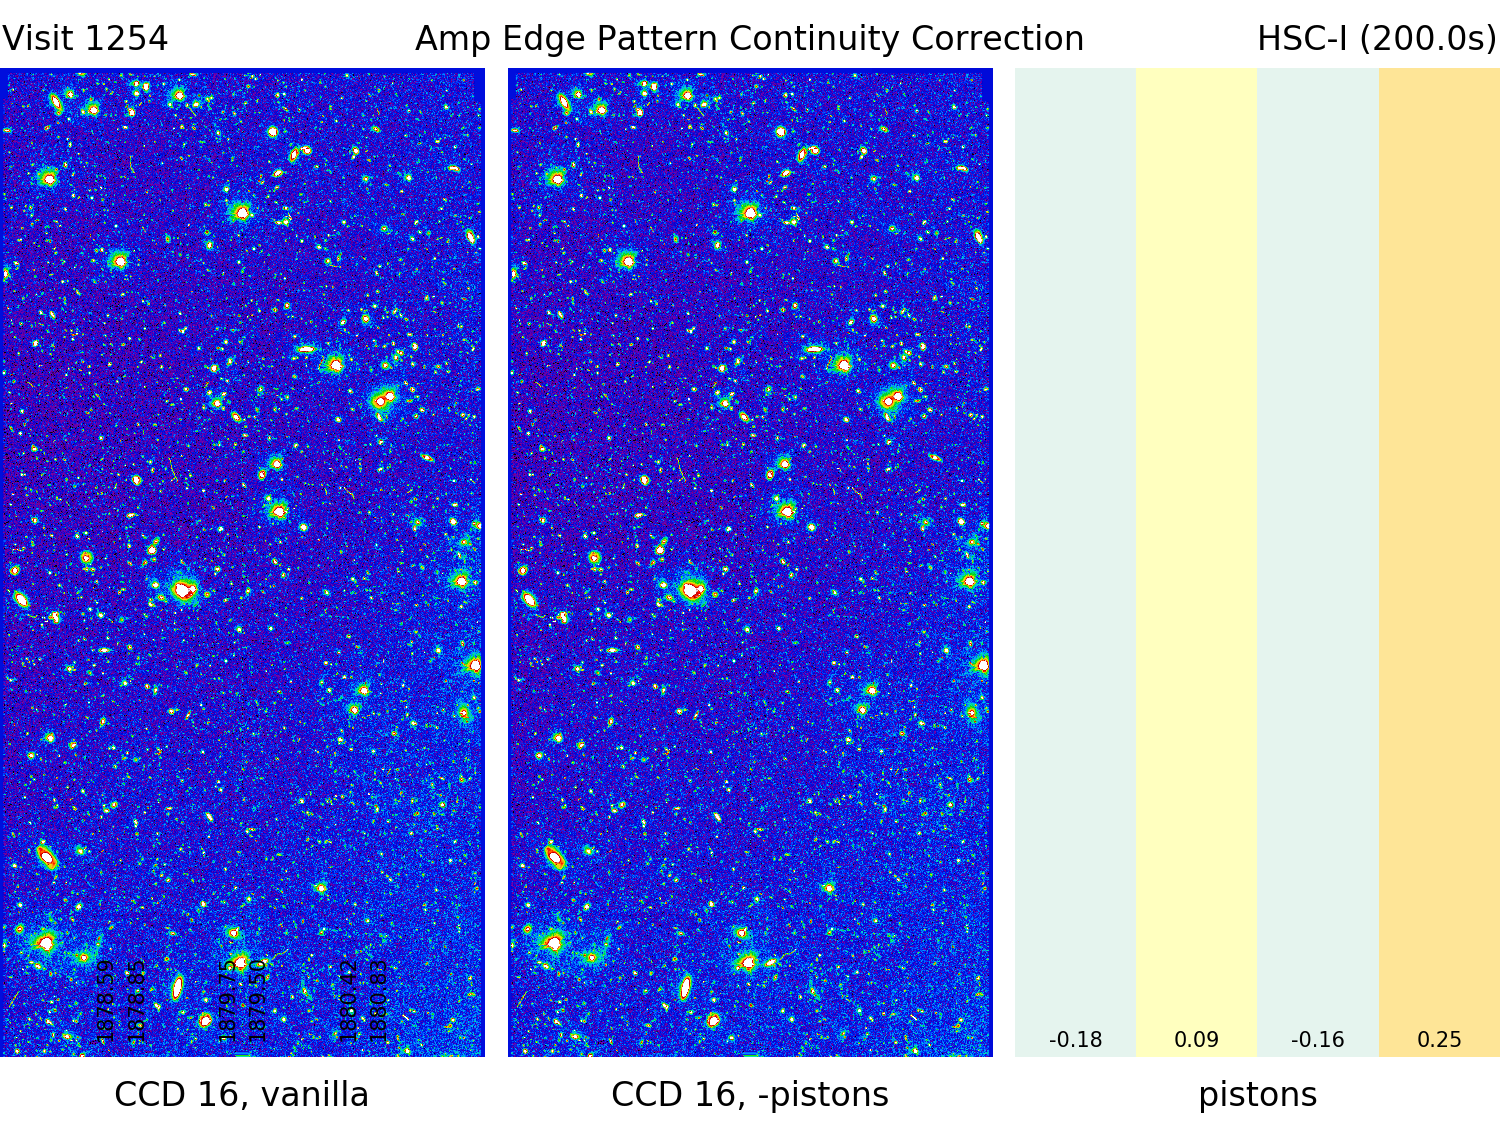 Visit 1254 Amp Edge Pattern Continuity Correction HSC-I (200.0s)
1878.59 1878.85 1879.75 1879.50 1880.42 1880.83
-0.18 0.09 -0.16 0.25
CCD 16, vanilla CCD 16, -pistons pistons